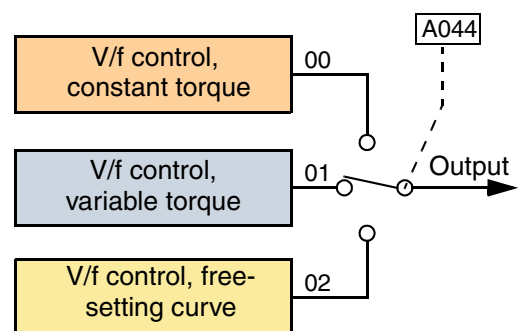 A044
V/f control,
constant torque
00
V/f control,
variable torque
01
Output
V/f control, free-
setting curve
02